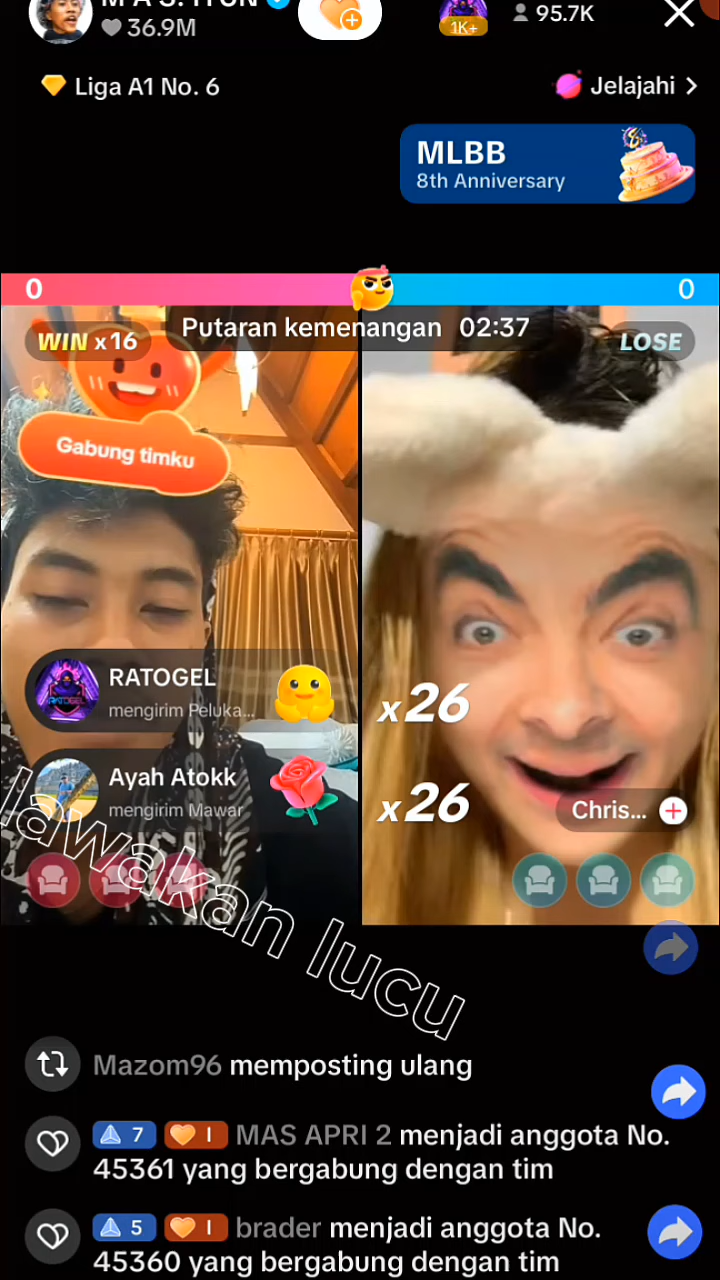 36.9M
1K+
95.7K
Liga A1 No. 6
Jelajahi
MLBB
8th Anniversary
0
0
WIN x16
Putaran kemenangan 02:37
LOSE
Gabung timku
RATOGEL
mengirim Peluka...
x26
Ayah Atokk
mengirim Mawar
x26
Chris...
lawakan lucu
Mazom96 memposting ulang
7 I MAS APRI 2 menjadi anggota No.
45361 yang bergabung dengan tim
5 I brader menjadi anggota No.
45360 yang bergabung dengan tim